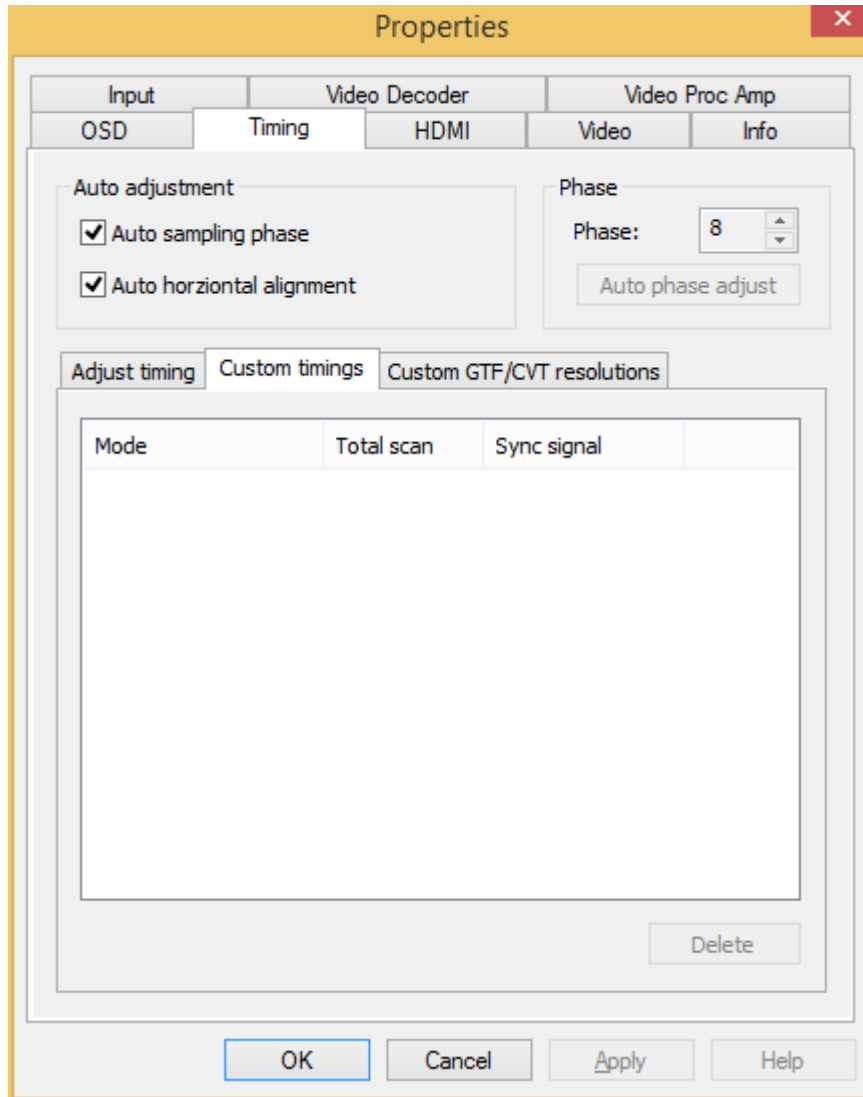 Properties
Input Video Decoder Video Proc Amp
OSD Timing HDMI Video Info
Auto adjustment Phase
Auto sampling phase Phase: 8
Auto horziontal alignment Auto phase adjust
Adjust timing Custom timings Custom GTF/CVT resolutions
Mode Total scan Sync signal
Delete
OK Cancel Apply Help